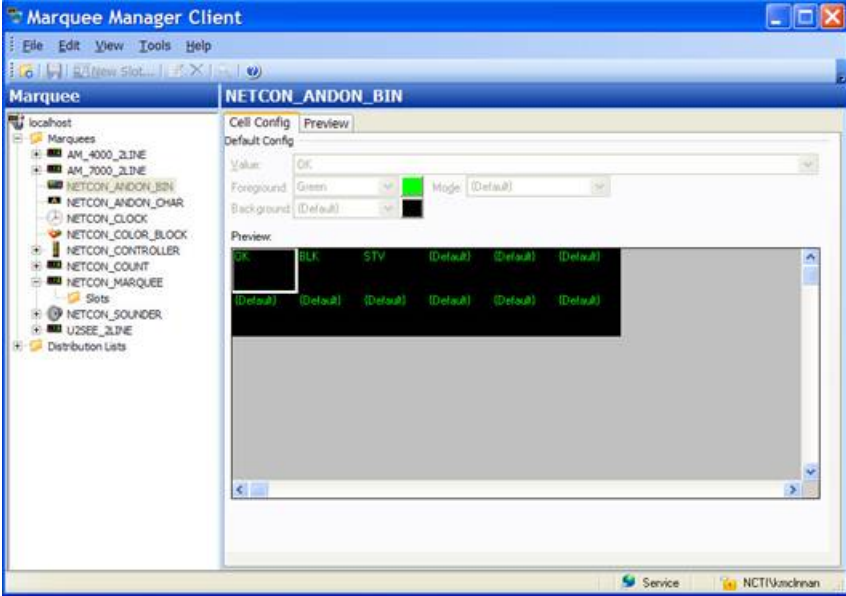 Marquee Manager Client
File Edit View Tools Help
New Slot...
Marquee NETCON_ANDON_BIN
localhost
Marquees
AM_4000_2LINE
AM_7000_2LINE
NETCON_ANDON_BIN
NETCON_ANDON_CHAR
NETCON_CLOCK
NETCON_COLOR_BLOCK
NETCON_CONTROLLER
NETCON_COUNT
NETCON_MARQUEE
Slots
NETCON_SOUNDER
U2SEE_2LINE
Distribution Lists
Cell Config Preview
Default Config
Value: OK
Foreground: Green Mode: (Default)
Background: (Default)
Preview:
OK BLK STV (Default) (Default) (Default)
(Default) (Default) (Default) (Default) (Default) (Default)
Service NCTI\kmclnnan